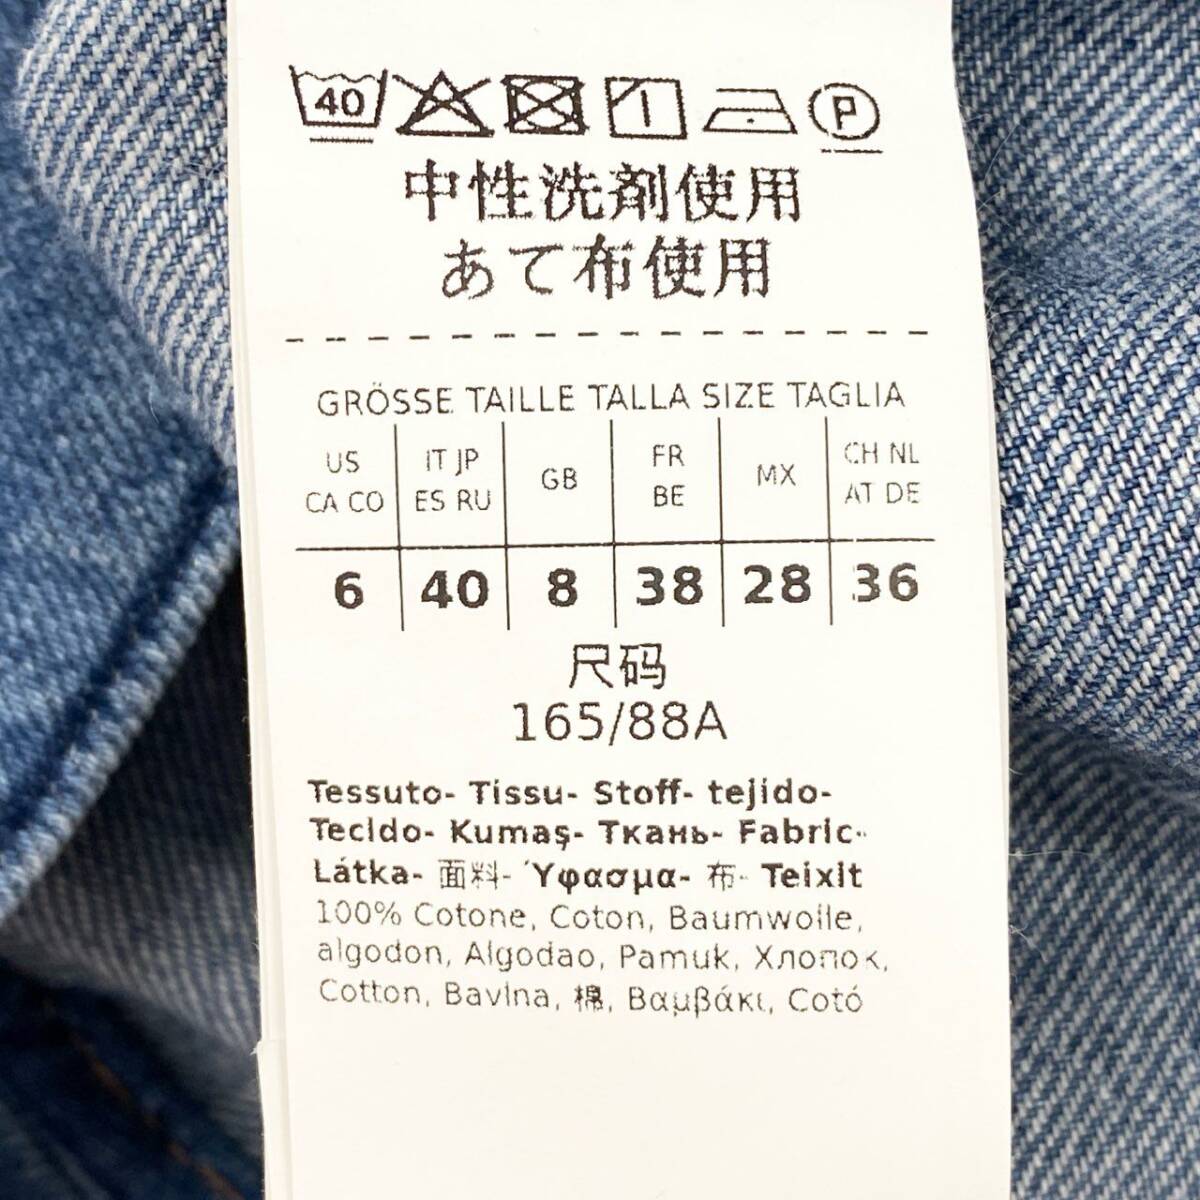 40 P
中性洗剤使用
あて布使用
GRÖSSE TAILLE TALLA SIZE TAGLIA
US CA CO
IT JP ES RU
GB
FR BE
MX
CH NL AT DE
6 40 8 38 28 36
尺码
165/88A
Tessuto- Tissu- Stoff- tejido-
Tecido- Kumaş- Ткань- Fabric-
Látka- 面料- Ύφασμα- 布- Teixit
100% Cotone, Coton, Baumwolle,
algodon, Algodao, Pamuk, Хлопок,
Cotton, Bavlna, 棉, Βαμβάκι, Cotó